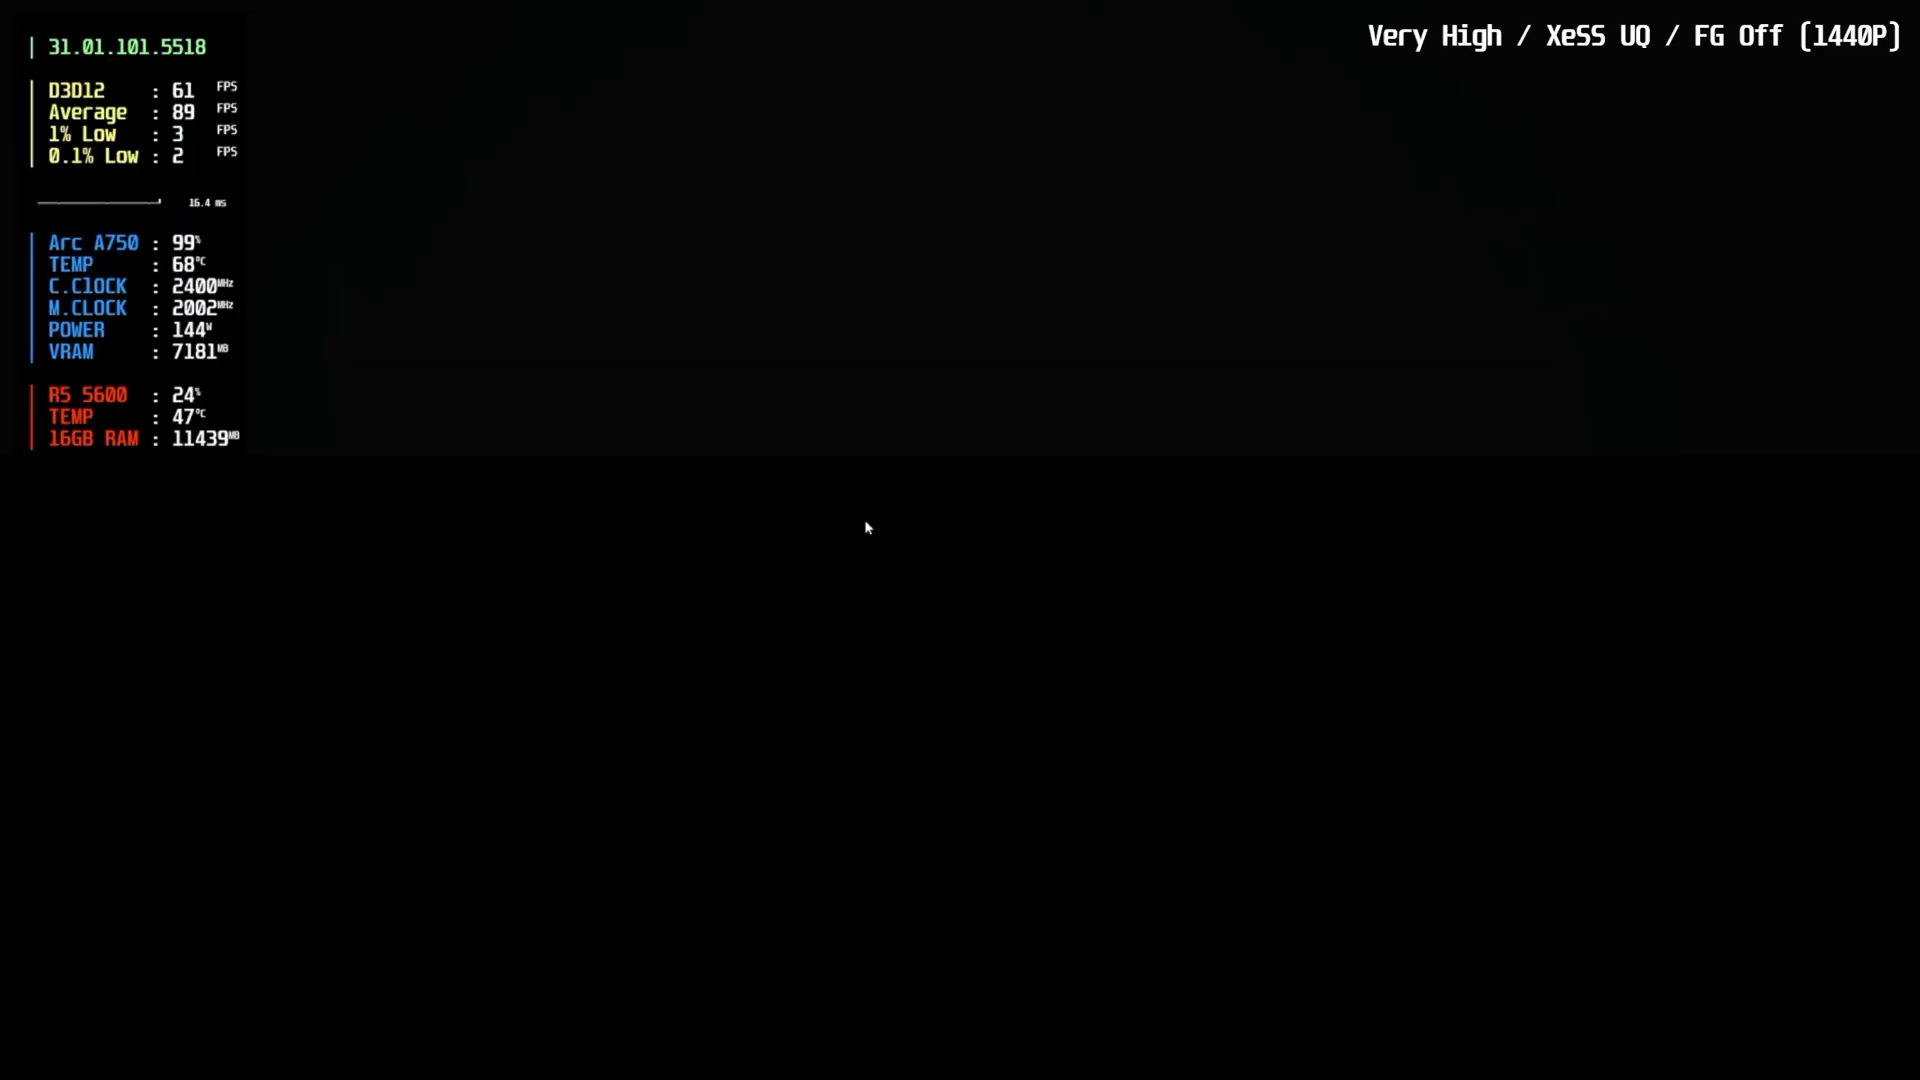 31.01.101.5518
Very High / XeSS UQ / FG Off [1440P]
D3D12 : 61 FPS
Average : 89 FPS
1% Low : 3 FPS
0.1% Low : 2 FPS
16.4 ms
Arc A750 : 99%
TEMP : 68°C
C.ClOCK : 2400MHz
M.CLOCK : 2002MHz
POWER : 144W
VRAM : 7181MB
R5 5600 : 24%
TEMP : 47°C
16GB RAM : 11439MB